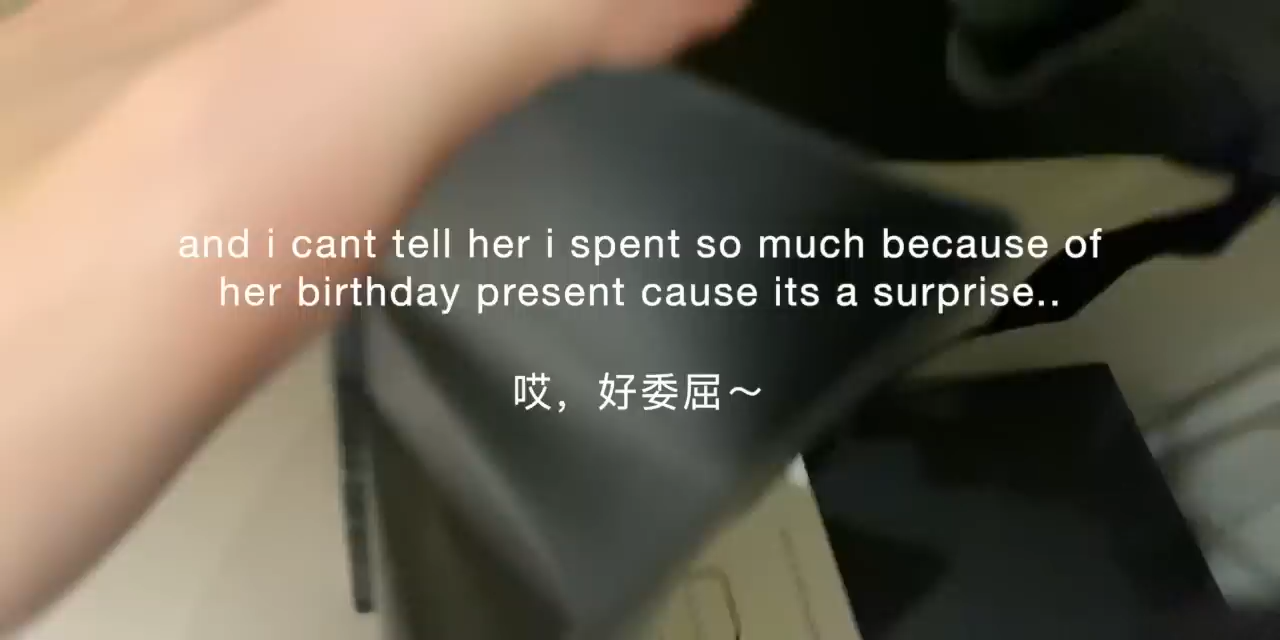 and i cant tell her i spent so much because of
her birthday present cause its a surprise..
哎，好委屈～